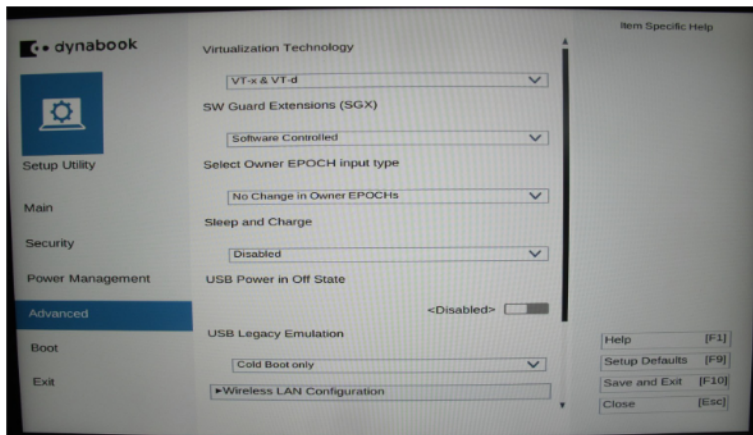 dynabook
Setup Utility
Main
Security
Power Management
Advanced
Boot
Exit
Virtualization Technology
VT-x & VT-d
SW Guard Extensions (SGX)
Software Controlled
Select Owner EPOCH input type
No Change in Owner EPOCHs
Sleep and Charge
Disabled
USB Power in Off State
<Disabled>
USB Legacy Emulation
Cold Boot only
►Wireless LAN Configuration
Item Specific Help
Help [F1]
Setup Defaults [F9]
Save and Exit [F10]
Close [Esc]